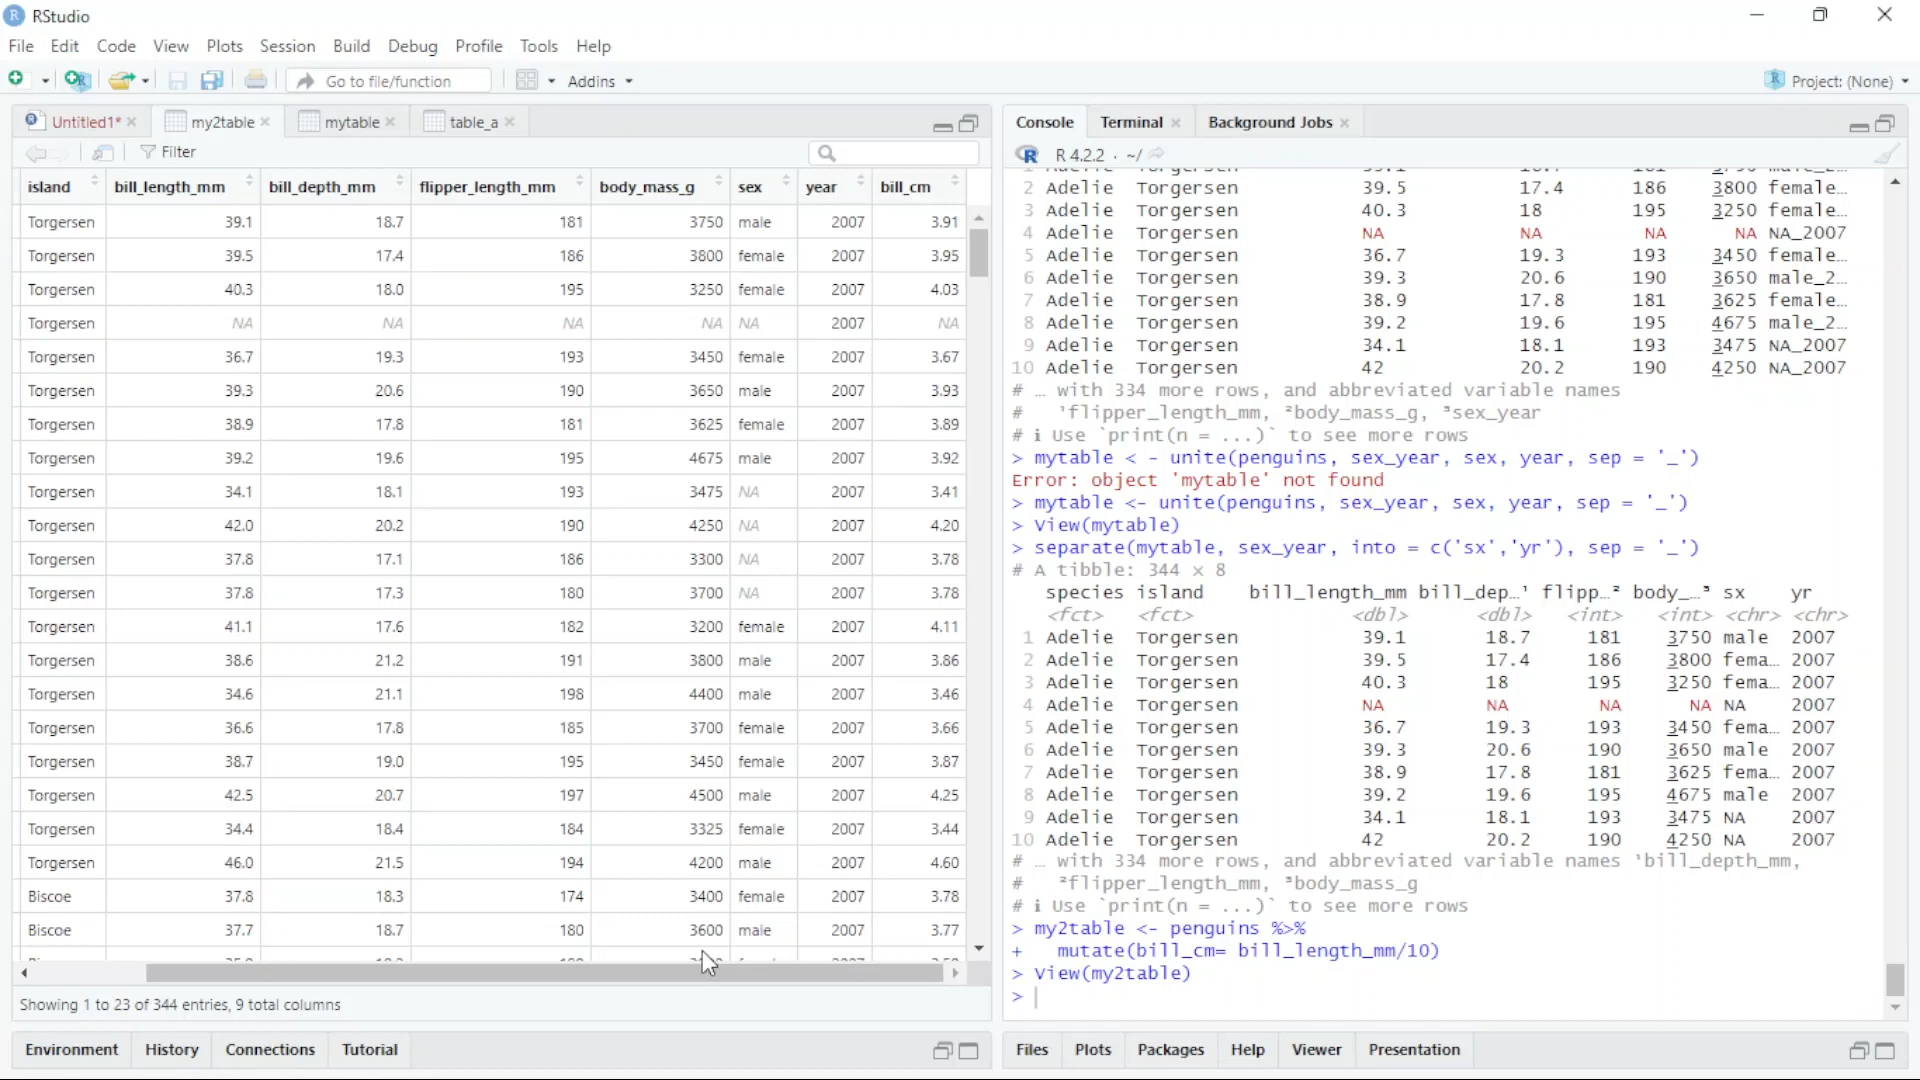 RStudio
File Edit Code View Plots Session Build Debug Profile Tools Help
Go to file/function Addins Project: (None)
Untitled1* my2table mytable table_a
Filter
island bill_length_mm bill_depth_mm flipper_length_mm body_mass_g sex year bill_cm
Torgersen 39.1 18.7 181 3750 male 2007 3.91
Torgersen 39.5 17.4 186 3800 female 2007 3.95
Torgersen 40.3 18.0 195 3250 female 2007 4.03
Torgersen NA NA NA NA NA 2007 NA
Torgersen 36.7 19.3 193 3450 female 2007 3.67
Torgersen 39.3 20.6 190 3650 male 2007 3.93
Torgersen 38.9 17.8 181 3625 female 2007 3.89
Torgersen 39.2 19.6 195 4675 male 2007 3.92
Torgersen 34.1 18.1 193 3475 NA 2007 3.41
Torgersen 42.0 20.2 190 4250 NA 2007 4.20
Torgersen 37.8 17.1 186 3300 NA 2007 3.78
Torgersen 37.8 17.3 180 3700 NA 2007 3.78
Torgersen 41.1 17.6 182 3200 female 2007 4.11
Torgersen 38.6 21.2 191 3800 male 2007 3.86
Torgersen 34.6 21.1 198 4400 male 2007 3.46
Torgersen 36.6 17.8 185 3700 female 2007 3.66
Torgersen 38.7 19.0 195 3450 female 2007 3.87
Torgersen 42.5 20.7 197 4500 male 2007 4.25
Torgersen 34.4 18.4 184 3325 female 2007 3.44
Torgersen 46.0 21.5 194 4200 male 2007 4.60
Biscoe 37.8 18.3 174 3400 female 2007 3.78
Biscoe 37.7 18.7 180 3600 male 2007 3.77
Showing 1 to 23 of 344 entries, 9 total columns
Environment History Connections Tutorial
Console Terminal Background Jobs
R 4.2.2 · ~/
2 Adelie Torgersen 39.5 17.4 186 3800 female…
3 Adelie Torgersen 40.3 18 195 3250 female…
4 Adelie Torgersen NA NA NA NA NA_2007
5 Adelie Torgersen 36.7 19.3 193 3450 female…
6 Adelie Torgersen 39.3 20.6 190 3650 male_2…
7 Adelie Torgersen 38.9 17.8 181 3625 female…
8 Adelie Torgersen 39.2 19.6 195 4675 male_2…
9 Adelie Torgersen 34.1 18.1 193 3475 NA_2007
10 Adelie Torgersen 42 20.2 190 4250 NA_2007
# … with 334 more rows, and abbreviated variable names
# ¹flipper_length_mm, ²body_mass_g, ³sex_year
# ℹ Use `print(n = ...)` to see more rows
> mytable < - unite(penguins, sex_year, sex, year, sep = '_')
Error: object 'mytable' not found
> mytable <- unite(penguins, sex_year, sex, year, sep = '_')
> View(mytable)
> separate(mytable, sex_year, into = c('sx','yr'), sep = '_')
# A tibble: 344 × 8
species island bill_length_mm bill_dep…¹ flipp…² body_…³ sx yr
<fct> <fct> <dbl> <dbl> <int> <int> <chr> <chr>
1 Adelie Torgersen 39.1 18.7 181 3750 male 2007
2 Adelie Torgersen 39.5 17.4 186 3800 fema… 2007
3 Adelie Torgersen 40.3 18 195 3250 fema… 2007
4 Adelie Torgersen NA NA NA NA NA 2007
5 Adelie Torgersen 36.7 19.3 193 3450 fema… 2007
6 Adelie Torgersen 39.3 20.6 190 3650 male 2007
7 Adelie Torgersen 38.9 17.8 181 3625 fema… 2007
8 Adelie Torgersen 39.2 19.6 195 4675 male 2007
9 Adelie Torgersen 34.1 18.1 193 3475 NA 2007
10 Adelie Torgersen 42 20.2 190 4250 NA 2007
# … with 334 more rows, and abbreviated variable names ¹bill_depth_mm,
# ²flipper_length_mm, ³body_mass_g
# ℹ Use `print(n = ...)` to see more rows
> my2table <- penguins %>%
+ mutate(bill_cm= bill_length_mm/10)
> View(my2table)
>
Files Plots Packages Help Viewer Presentation